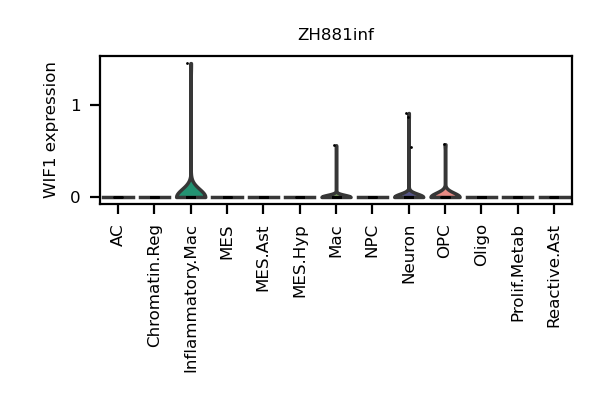 ZH881inf
WIF1 expression
1
0
AC
Chromatin.Reg
Inflammatory.Mac
MES
MES.Ast
MES.Hyp
Mac
NPC
Neuron
OPC
Oligo
Prolif.Metab
Reactive.Ast